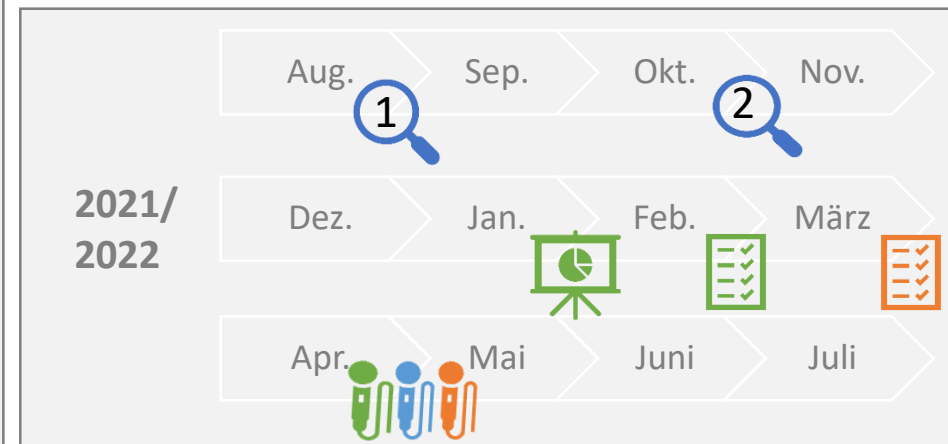 Aug. Sep. Okt. Nov.
1 2
2021/
2022
Dez. Jan. Feb. März
Apr. Mai Juni Juli